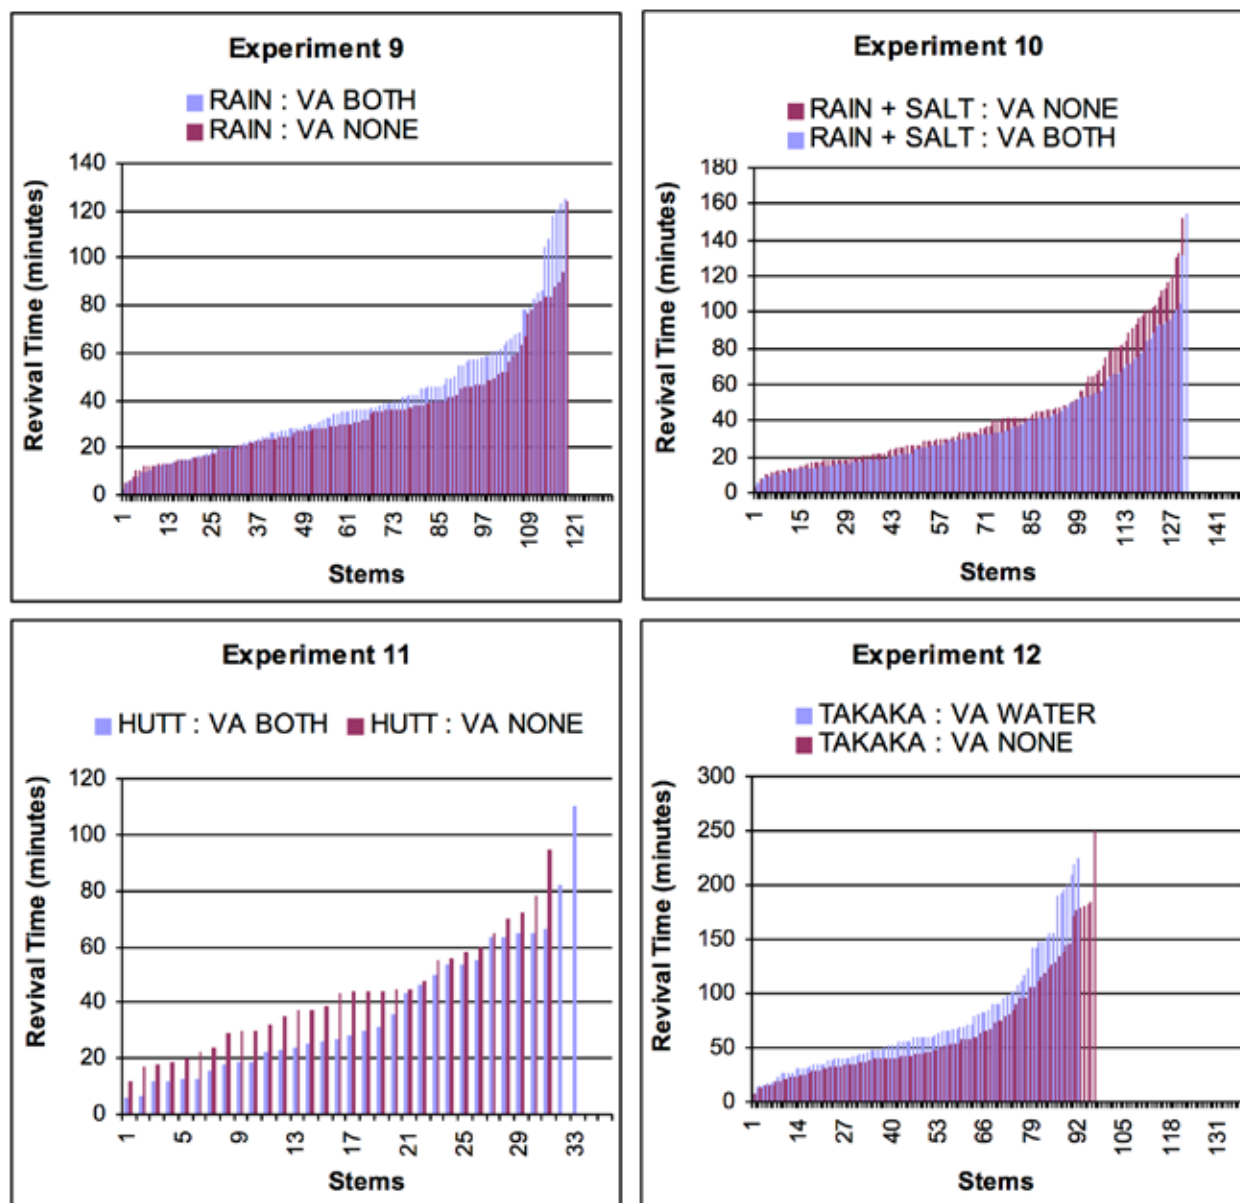 Experiment 9
RAIN : VA BOTH
RAIN : VA NONE
Revival Time (minutes)
140
120
100
80
60
40
20
0
1 13 25 37 49 61 73 85 97 109 121
Stems
Experiment 10
RAIN + SALT : VA NONE
RAIN + SALT : VA BOTH
Revival Time (minutes)
180
160
140
120
100
80
60
40
20
0
1 15 29 43 57 71 85 99 113 127 141
Stems
Experiment 11
HUTT : VA BOTH HUTT : VA NONE
Revival Time (minutes)
120
100
80
60
40
20
0
1 5 9 13 17 21 25 29 33
Stems
Experiment 12
TAKAKA : VA WATER
TAKAKA : VA NONE
Revival Time (minutes)
300
250
200
150
100
50
0
1 14 27 40 53 66 79 92 105 118 131
Stems